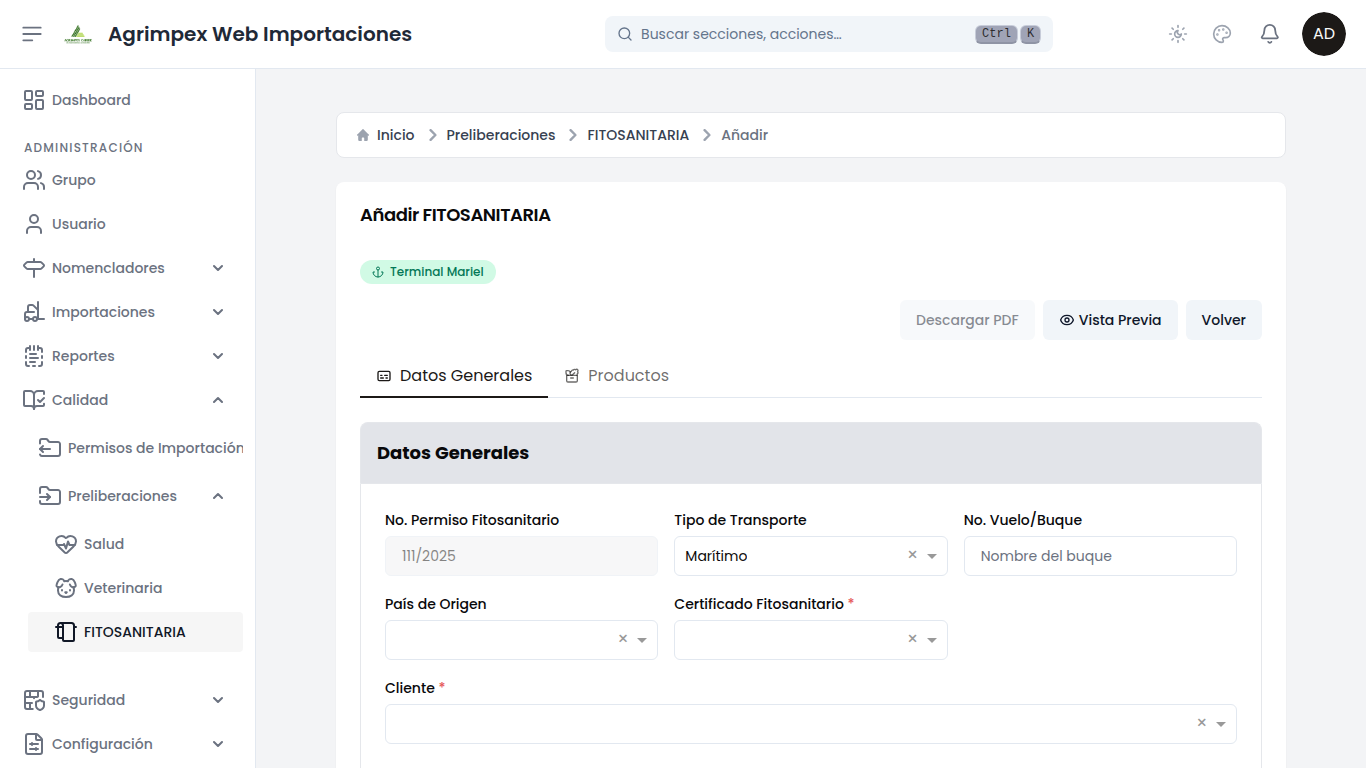 Agrimpex Web Importaciones
Buscar secciones, acciones...
Ctrl K
AD
Dashboard
ADMINISTRACIÓN
Grupo
Usuario
Nomencladores
Importaciones
Reportes
Calidad
Permisos de Importación
Preliberaciones
Salud
Veterinaria
FITOSANITARIA
Seguridad
Configuración
Inicio > Preliberaciones > FITOSANITARIA > Añadir
Añadir FITOSANITARIA
Terminal Mariel
Descargar PDF Vista Previa Volver
Datos Generales Productos
Datos Generales
No. Permiso Fitosanitario Tipo de Transporte No. Vuelo/Buque
111/2025 Marítimo × Nombre del buque
País de Origen Certificado Fitosanitario *
× ×
Cliente *
×